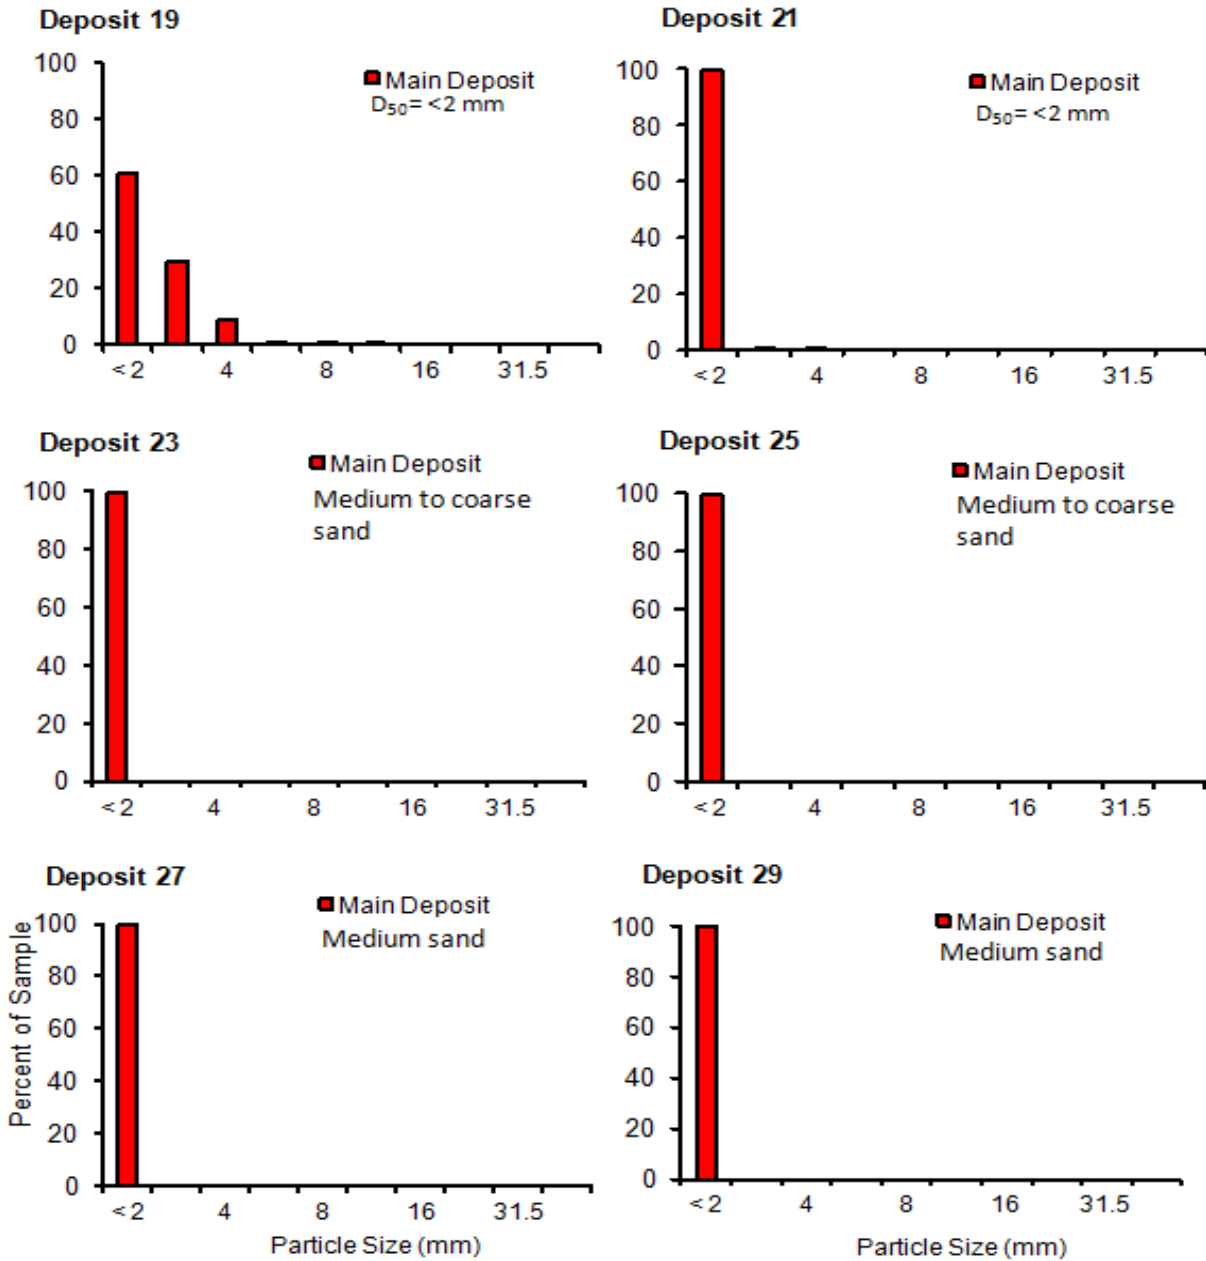 Deposit 19
100
80
60
40
20
0
Main Deposit
D₅₀= <2 mm
<2 4 8 16 31.5
Deposit 21
100
80
60
40
20
0
Main Deposit
D₅₀= <2 mm
<2 4 8 16 31.5
Deposit 23
100
80
60
40
20
0
Main Deposit
Medium to coarse
sand
<2 4 8 16 31.5
Deposit 25
100
80
60
40
20
0
Main Deposit
Medium to coarse
sand
<2 4 8 16 31.5
Deposit 27
Percent of Sample
100
80
60
40
20
0
Main Deposit
Medium sand
<2 4 8 16 31.5
Particle Size (mm)
Deposit 29
100
80
60
40
20
0
Main Deposit
Medium sand
<2 4 8 16 31.5
Particle Size (mm)